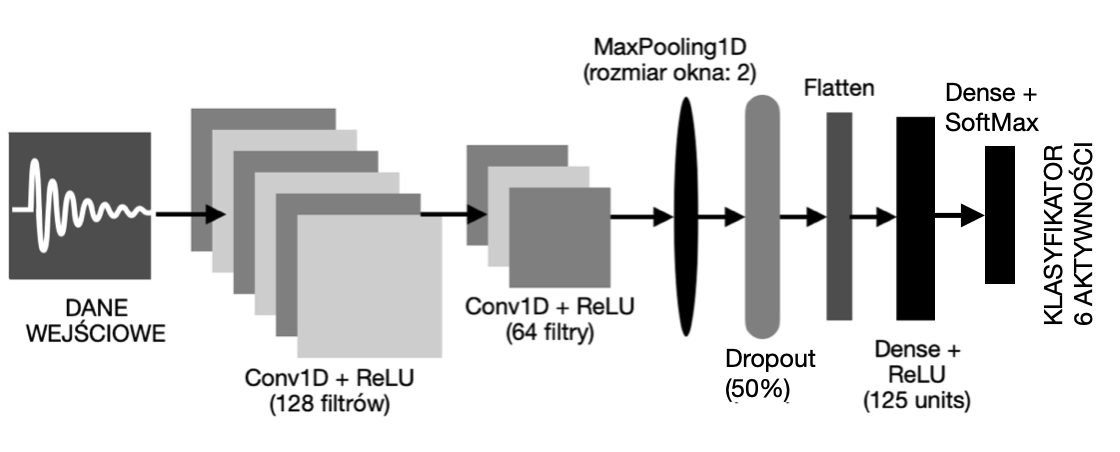 DANE
WEJŚCIOWE
Conv1D + ReLU
(128 filtrów)
Conv1D + ReLU
(64 filtry)
MaxPooling1D
(rozmiar okna: 2)
Dropout
(50%)
Flatten
Dense +
ReLU
(125 units)
Dense +
SoftMax
KLASYFIKATOR
6 AKTYWNOŚCI